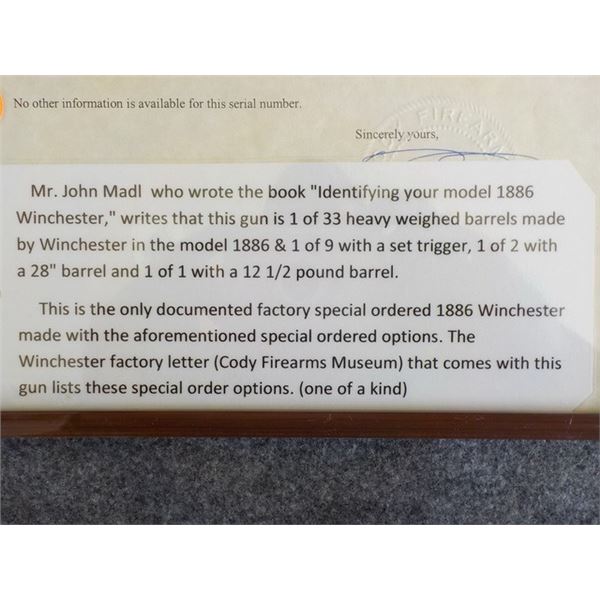 No other information is available for this serial number.
FIREARM
Sincerely yours,
Mr. John Madl who wrote the book "Identifying your model 1886
Winchester," writes that this gun is 1 of 33 heavy weighed barrels made
by Winchester in the model 1886 & 1 of 9 with a set trigger, 1 of 2 with
a 28" barrel and 1 of 1 with a 12 1/2 pound barrel.
This is the only documented factory special ordered 1886 Winchester
made with the aforementioned special ordered options. The
Winchester factory letter (Cody Firearms Museum) that comes with this
gun lists these special order options. (one of a kind)